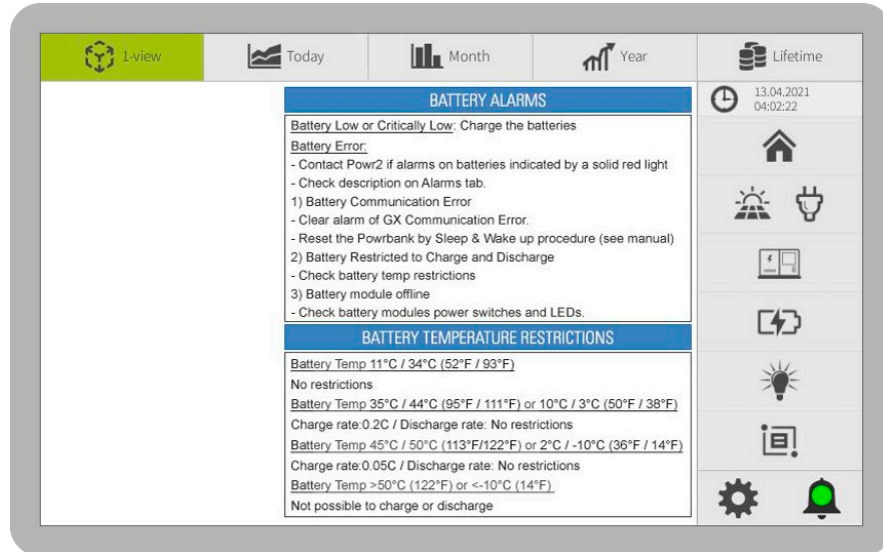 1-view
Today
Month
Year
Lifetime
13.04.2021
04:02:22
BATTERY ALARMS
Battery Low or Critically Low: Charge the batteries
Battery Error:
- Contact Powr2 if alarms on batteries indicated by a solid red light
- Check description on Alarms tab.
1) Battery Communication Error
- Clear alarm of GX Communication Error.
- Reset the Powrbank by Sleep & Wake up procedure (see manual)
2) Battery Restricted to Charge and Discharge
- Check battery temp restrictions
3) Battery module offline
- Check battery modules power switches and LEDs.
BATTERY TEMPERATURE RESTRICTIONS
Battery Temp 11°C / 34°C (52°F / 93°F)
No restrictions
Battery Temp 35°C / 44°C (95°F / 111°F) or 10°C / 3°C (50°F / 38°F)
Charge rate:0.2C / Discharge rate: No restrictions
Battery Temp 45°C / 50°C (113°F/122°F) or 2°C / -10°C (36°F / 14°F)
Charge rate:0.05C / Discharge rate: No restrictions
Battery Temp >50°C (122°F) or <-10°C (14°F)
Not possible to charge or discharge